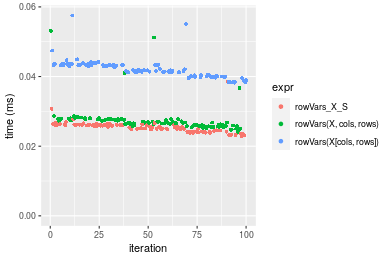 0.06
0.04
0.02
0.00
time (ms)
0
25
50
75
100
iteration
expr
rowVars_X_S
rowVars(X, cols, rows)
rowVars(X[cols, rows])